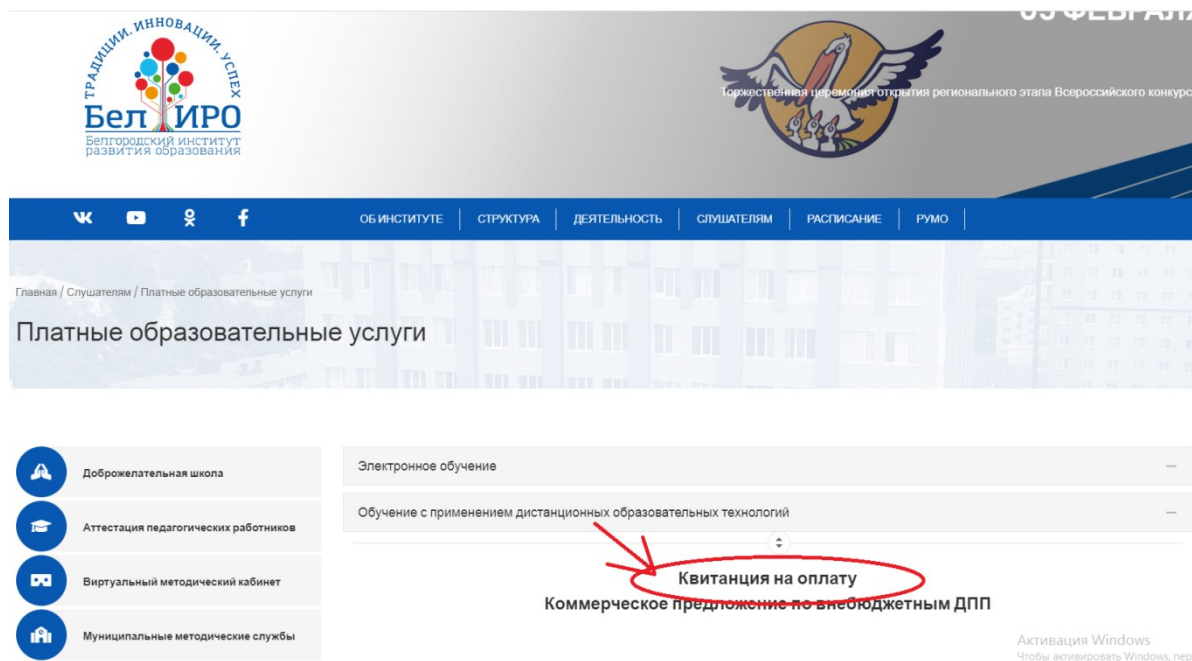 ТРАДИЦИИ. ИННОВАЦИИ. УСПЕХ
БелИРО
Белгородский институт
развития образования
ФЕВРАЛЯ
Торжественная церемония открытия регионального этапа Всероссийского конкурс
ОБ ИНСТИТУТЕ СТРУКТУРА ДЕЯТЕЛЬНОСТЬ СЛУШАТЕЛЯМ РАСПИСАНИЕ РУМО
Главная / Слушателям / Платные образовательные услуги
Платные образовательные услуги
Доброжелательная школа
Аттестация педагогических работников
Виртуальный методический кабинет
Муниципальные методические службы
Электронное обучение
Обучение с применением дистанционных образовательных технологий
Квитанция на оплату
Коммерческое предложение по внебюджетным ДПП
Активация Windows
Чтобы активировать Windows, пер